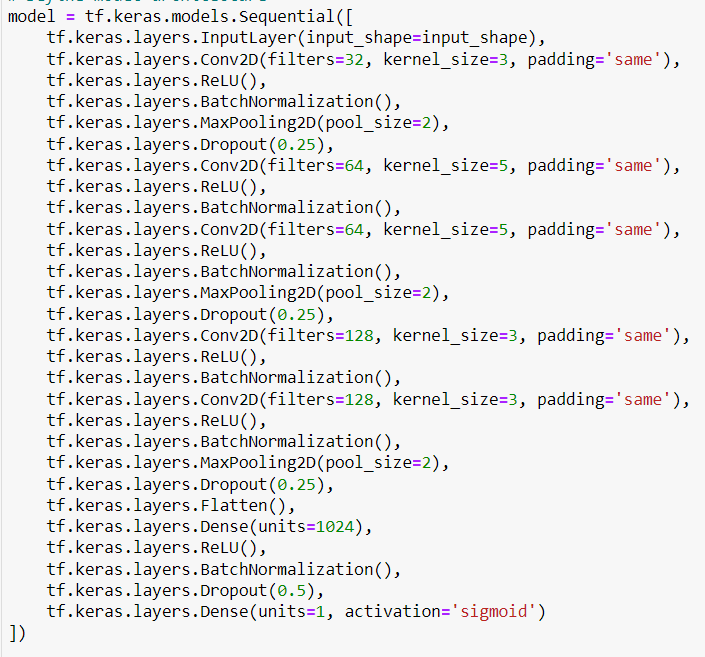 model = tf.keras.models.Sequential([
    tf.keras.layers.InputLayer(input_shape=input_shape),
    tf.keras.layers.Conv2D(filters=32, kernel_size=3, padding='same'),
    tf.keras.layers.ReLU(),
    tf.keras.layers.BatchNormalization(),
    tf.keras.layers.MaxPooling2D(pool_size=2),
    tf.keras.layers.Dropout(0.25),
    tf.keras.layers.Conv2D(filters=64, kernel_size=5, padding='same'),
    tf.keras.layers.ReLU(),
    tf.keras.layers.BatchNormalization(),
    tf.keras.layers.Conv2D(filters=64, kernel_size=5, padding='same'),
    tf.keras.layers.ReLU(),
    tf.keras.layers.BatchNormalization(),
    tf.keras.layers.MaxPooling2D(pool_size=2),
    tf.keras.layers.Dropout(0.25),
    tf.keras.layers.Conv2D(filters=128, kernel_size=3, padding='same'),
    tf.keras.layers.ReLU(),
    tf.keras.layers.BatchNormalization(),
    tf.keras.layers.Conv2D(filters=128, kernel_size=3, padding='same'),
    tf.keras.layers.ReLU(),
    tf.keras.layers.BatchNormalization(),
    tf.keras.layers.MaxPooling2D(pool_size=2),
    tf.keras.layers.Dropout(0.25),
    tf.keras.layers.Flatten(),
    tf.keras.layers.Dense(units=1024),
    tf.keras.layers.ReLU(),
    tf.keras.layers.BatchNormalization(),
    tf.keras.layers.Dropout(0.5),
    tf.keras.layers.Dense(units=1, activation='sigmoid')
])